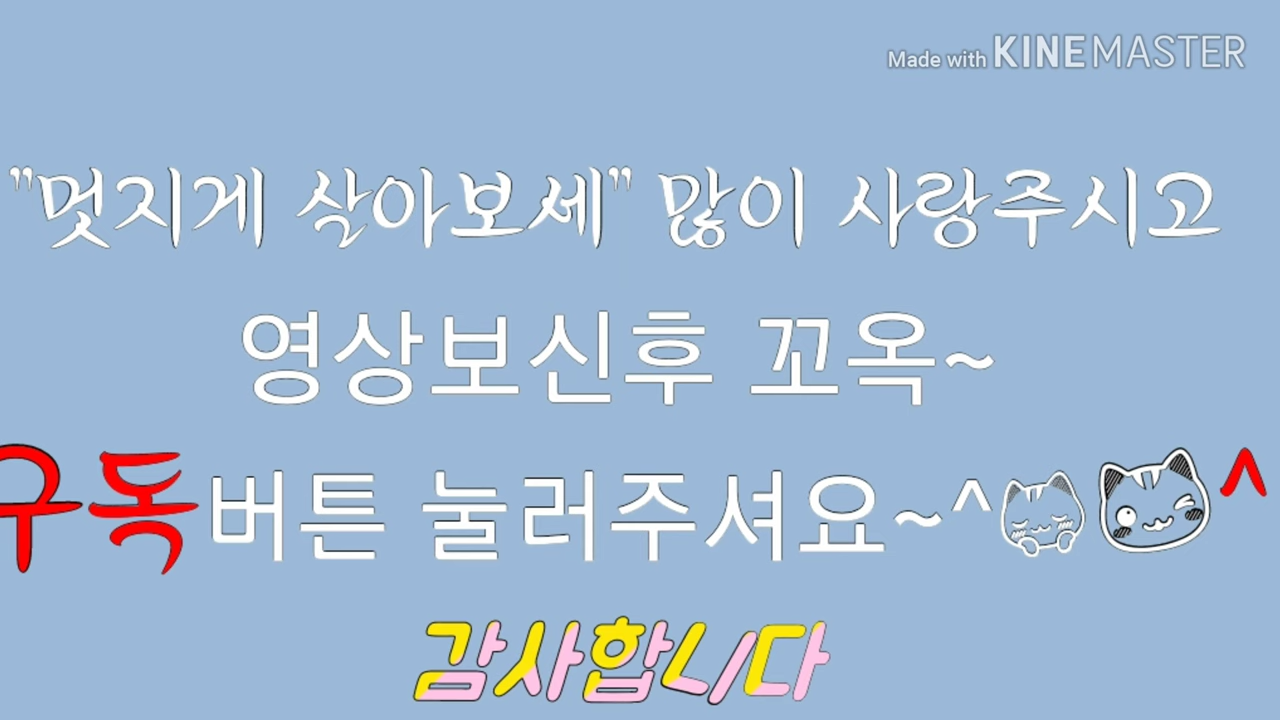 Made with KINEMASTER
"멋지게 살아보세" 많이 사랑주시고
영상보신후 꼬옥~
구독버튼 눌러주셔요~^^
감사합니다